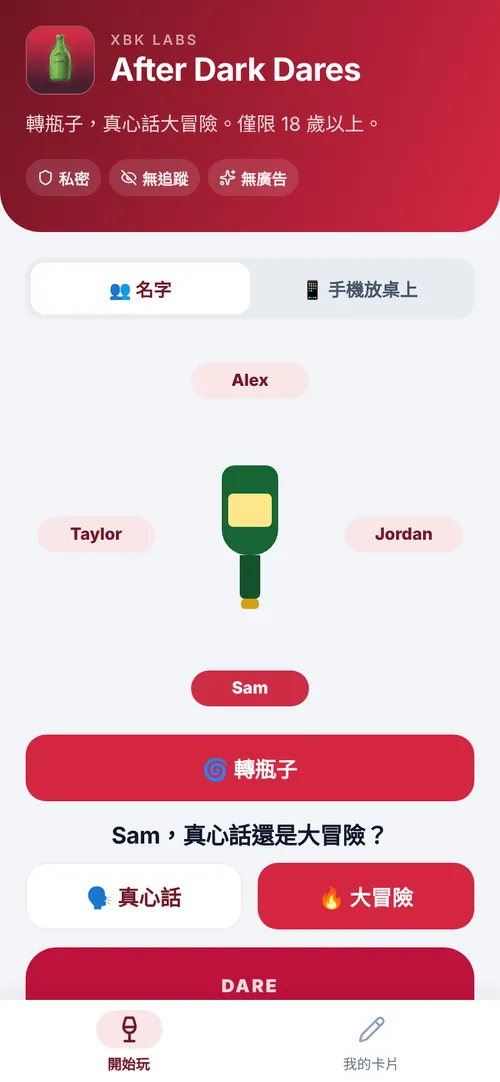 XBK LABS
After Dark Dares
轉瓶子，真心話大冒險。僅限 18 歲以上。
私密 無追蹤 無廣告
👥 名字 📱 手機放桌上
Alex
Taylor Jordan
Sam
🌀 轉瓶子
Sam，真心話還是大冒險？
🗣️ 真心話 🔥 大冒險
DARE
開始玩 我的卡片